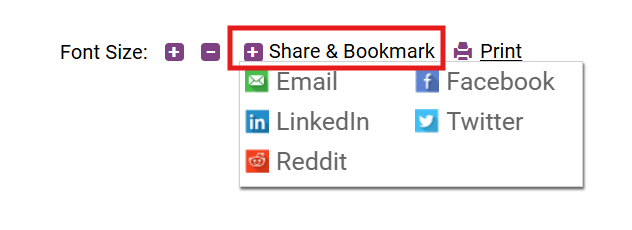 Font Size: Share & Bookmark Print
Email Facebook
LinkedIn Twitter
Reddit